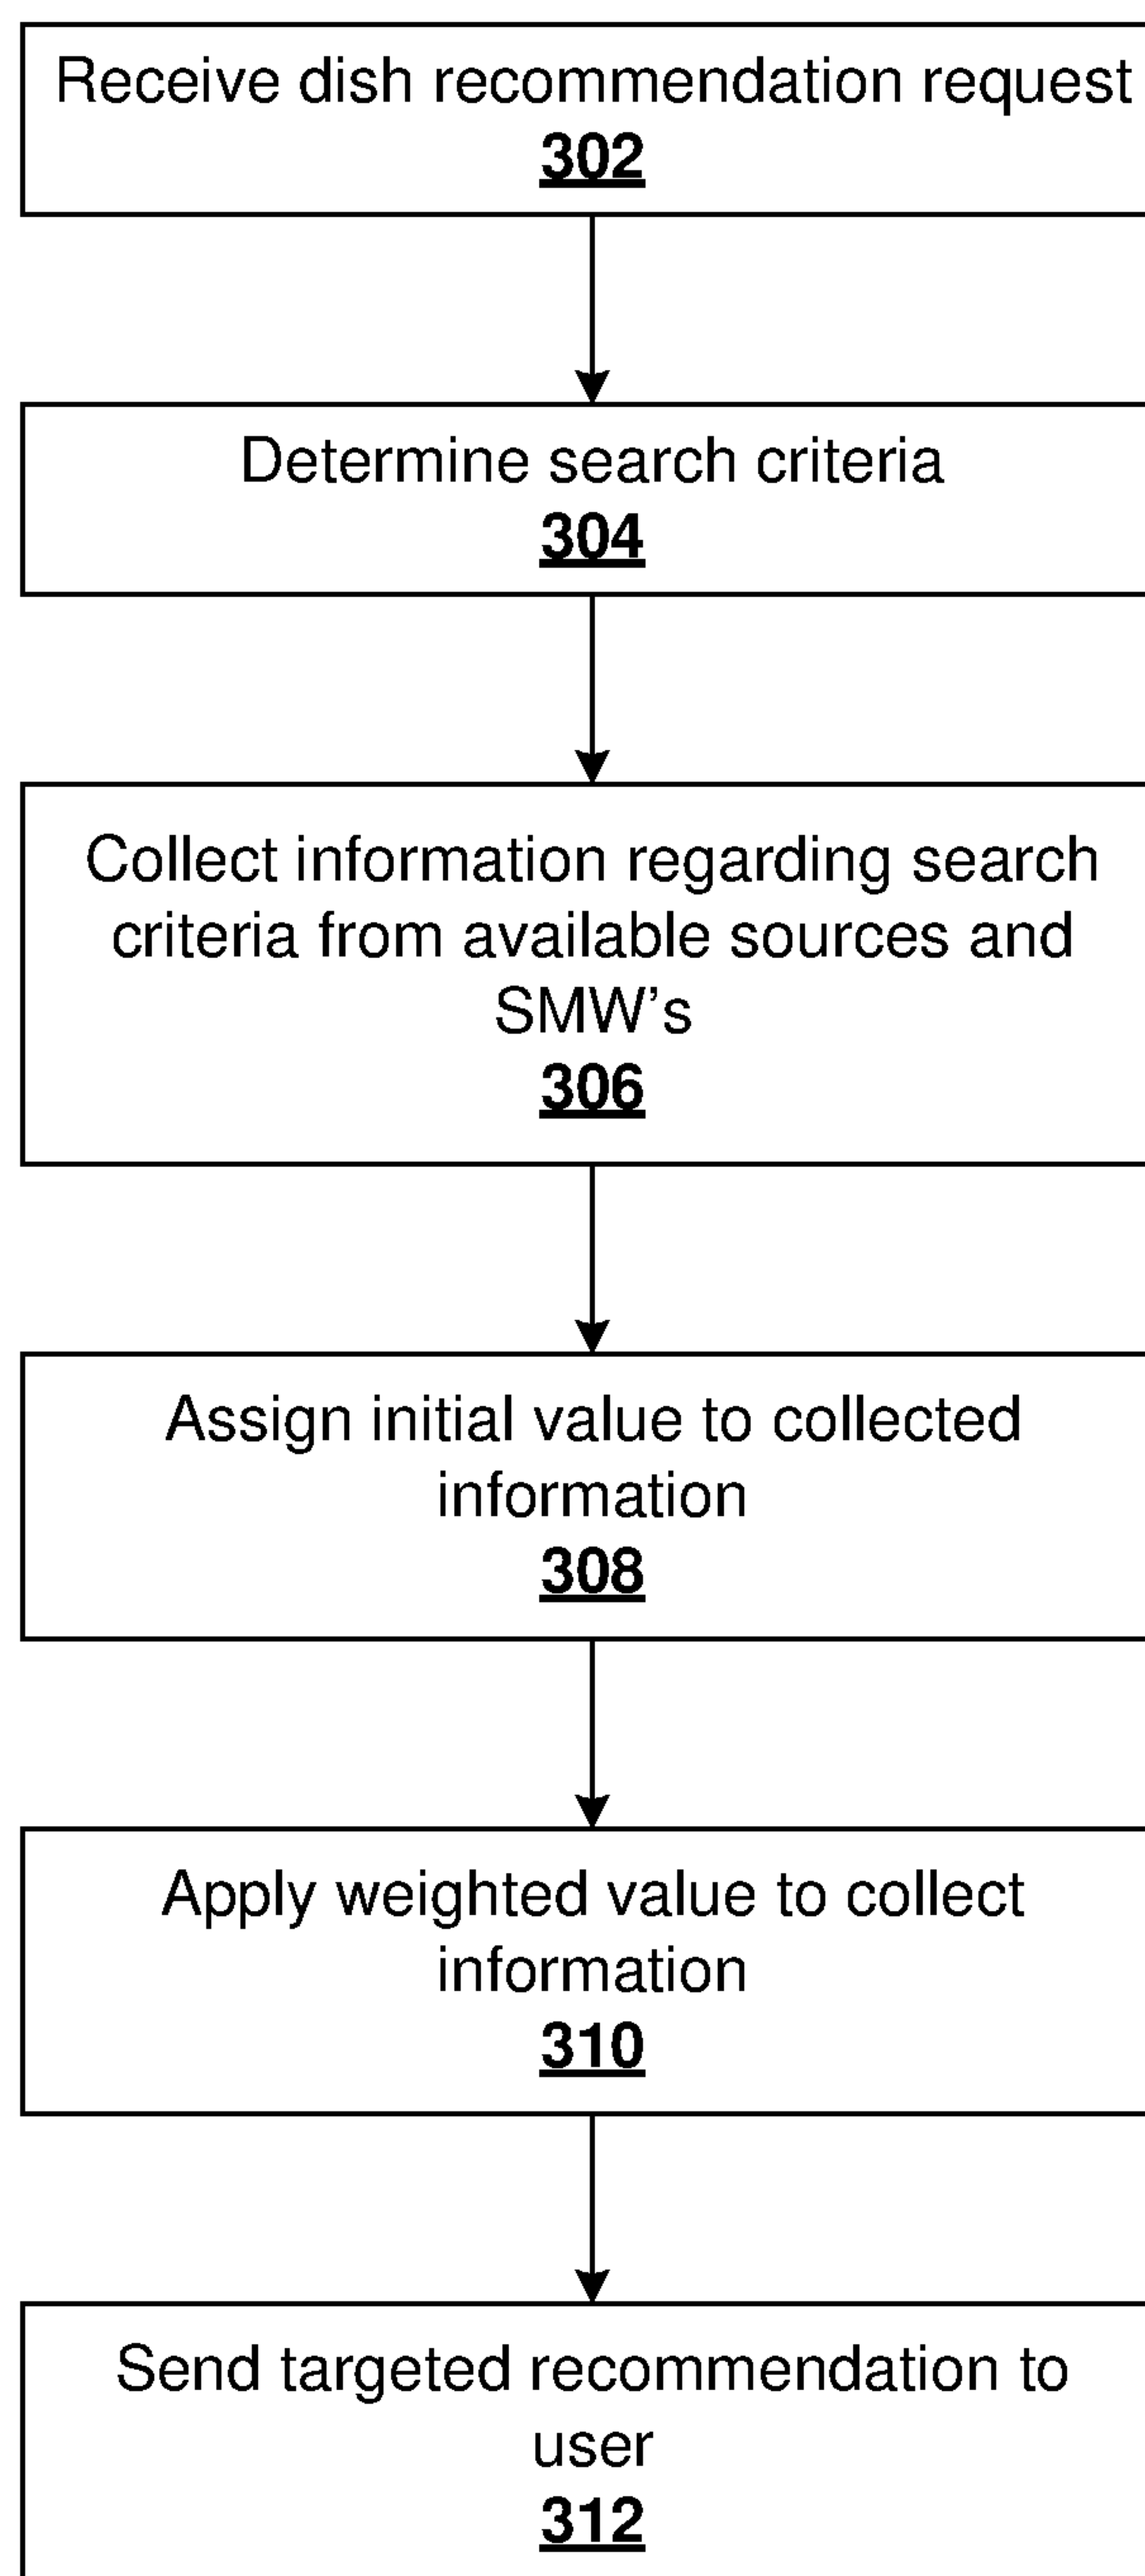 Receive dish recommendation request
302
Determine search criteria
304
Collect information regarding search
criteria from available sources and
SMW's
306
Assign initial value to collected
information
308
Apply weighted value to collect
information
310
Send targeted recommendation to
user
312